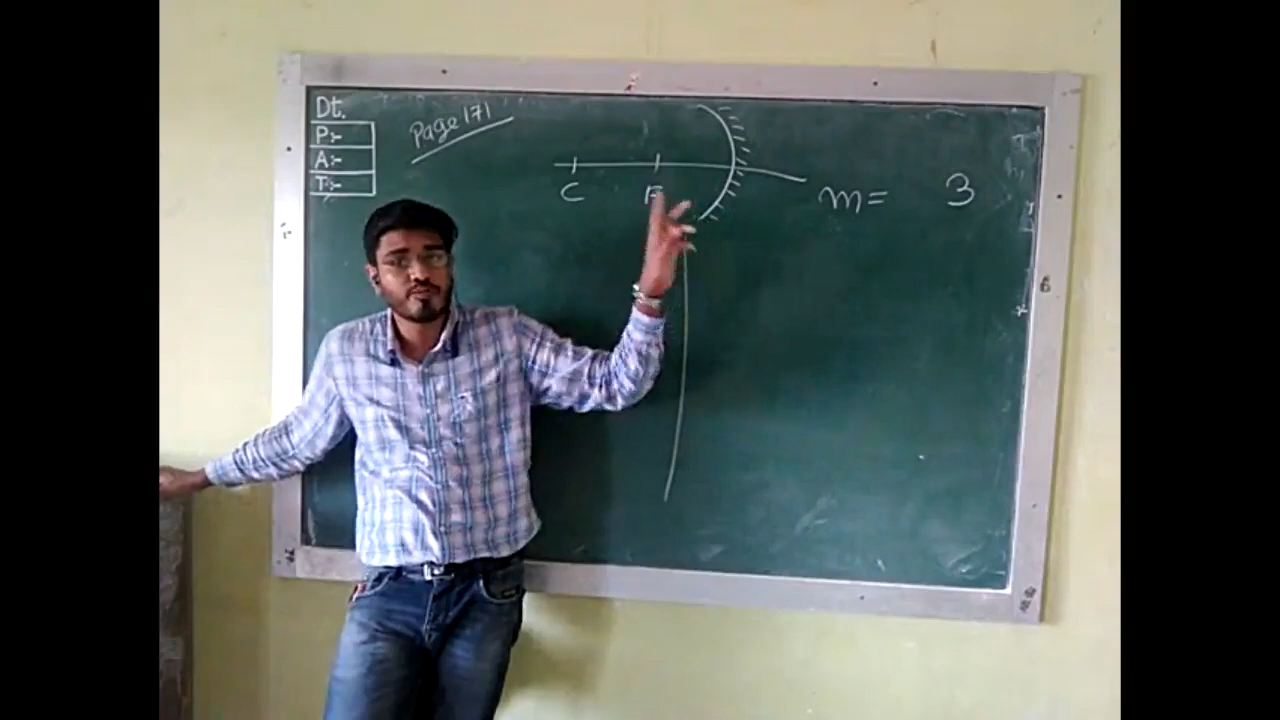 Dt.
P:-
A:-
T:-
Page 171
C F
m= 3